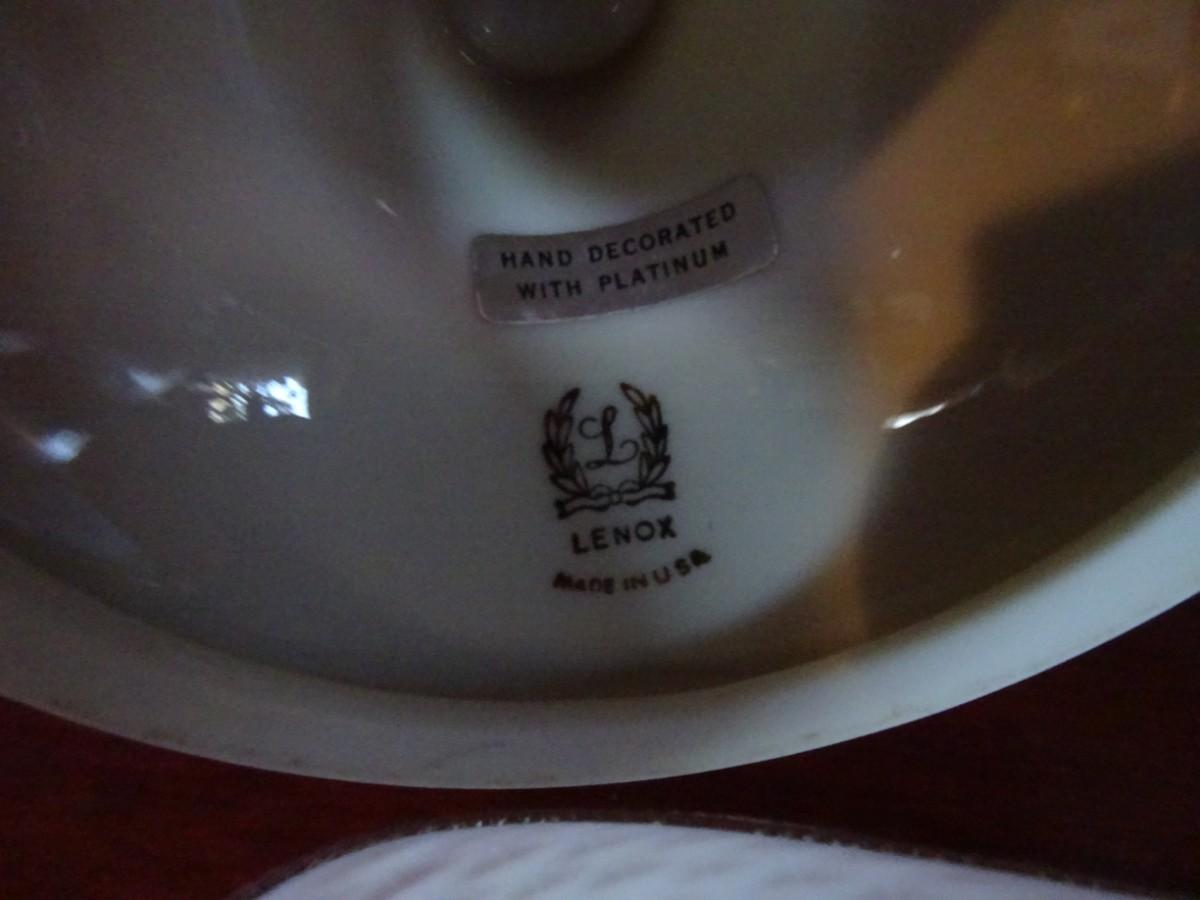 HAND DECORATED
WITH PLATINUM
L
LENOX
MADE IN U S A